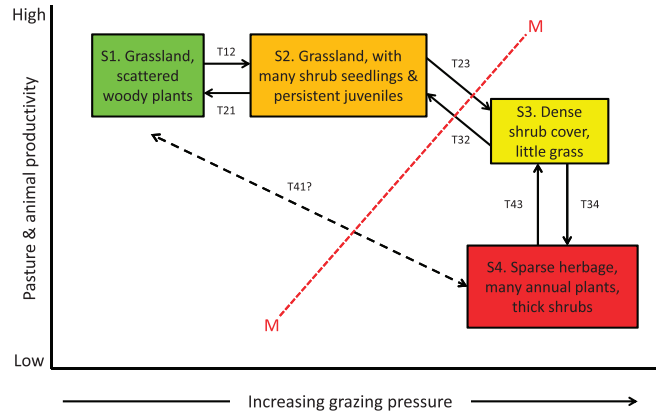 High
M
S1. Grassland,
scattered
woody plants
T12
T21
S2. Grassland, with
many shrub seedlings &
persistent juveniles
T23
T32
S3. Dense
shrub cover,
little grass
Pasture & animal productivity
T41?
T43
T34
S4. Sparse herbage,
many annual plants,
thick shrubs
M
Low
Increasing grazing pressure